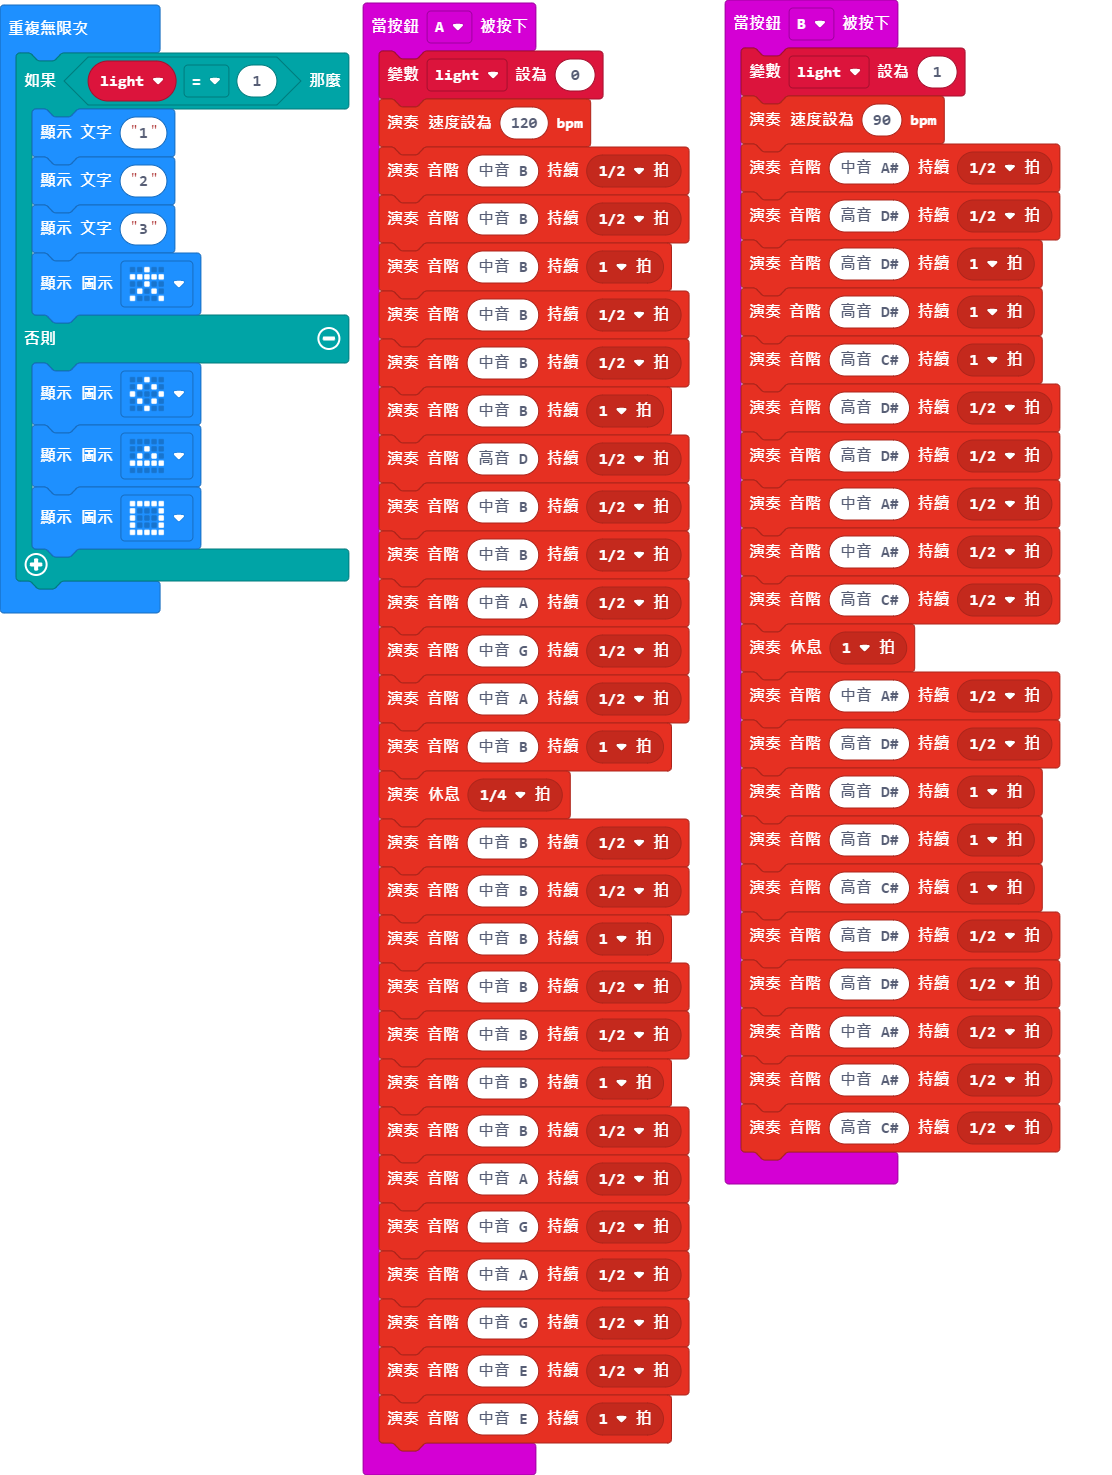 重複無限次
如果 light = 1 那麼
顯示 文字 "1"
顯示 文字 "2"
顯示 文字 "3"
顯示 圖示
否則
顯示 圖示
顯示 圖示
顯示 圖示
當按鈕 A 被按下
變數 light 設為 0
演奏 速度設為 120 bpm
演奏 音階 中音 B 持續 1/2 拍
演奏 音階 中音 B 持續 1/2 拍
演奏 音階 中音 B 持續 1 拍
演奏 音階 中音 B 持續 1/2 拍
演奏 音階 中音 B 持續 1/2 拍
演奏 音階 中音 B 持續 1 拍
演奏 音階 高音 D 持續 1/2 拍
演奏 音階 中音 B 持續 1/2 拍
演奏 音階 中音 B 持續 1/2 拍
演奏 音階 中音 A 持續 1/2 拍
演奏 音階 中音 G 持續 1/2 拍
演奏 音階 中音 A 持續 1/2 拍
演奏 音階 中音 B 持續 1 拍
演奏 休息 1/4 拍
演奏 音階 中音 B 持續 1/2 拍
演奏 音階 中音 B 持續 1/2 拍
演奏 音階 中音 B 持續 1 拍
演奏 音階 中音 B 持續 1/2 拍
演奏 音階 中音 B 持續 1/2 拍
演奏 音階 中音 B 持續 1 拍
演奏 音階 中音 B 持續 1/2 拍
演奏 音階 中音 A 持續 1/2 拍
演奏 音階 中音 G 持續 1/2 拍
演奏 音階 中音 A 持續 1/2 拍
演奏 音階 中音 G 持續 1/2 拍
演奏 音階 中音 E 持續 1/2 拍
演奏 音階 中音 E 持續 1 拍
當按鈕 B 被按下
變數 light 設為 1
演奏 速度設為 90 bpm
演奏 音階 中音 A# 持續 1/2 拍
演奏 音階 高音 D# 持續 1/2 拍
演奏 音階 高音 D# 持續 1 拍
演奏 音階 高音 D# 持續 1 拍
演奏 音階 高音 C# 持續 1 拍
演奏 音階 高音 D# 持續 1/2 拍
演奏 音階 高音 D# 持續 1/2 拍
演奏 音階 中音 A# 持續 1/2 拍
演奏 音階 中音 A# 持續 1/2 拍
演奏 音階 高音 C# 持續 1/2 拍
演奏 休息 1 拍
演奏 音階 中音 A# 持續 1/2 拍
演奏 音階 高音 D# 持續 1/2 拍
演奏 音階 高音 D# 持續 1 拍
演奏 音階 高音 D# 持續 1 拍
演奏 音階 高音 C# 持續 1 拍
演奏 音階 高音 D# 持續 1/2 拍
演奏 音階 高音 D# 持續 1/2 拍
演奏 音階 中音 A# 持續 1/2 拍
演奏 音階 中音 A# 持續 1/2 拍
演奏 音階 高音 C# 持續 1/2 拍